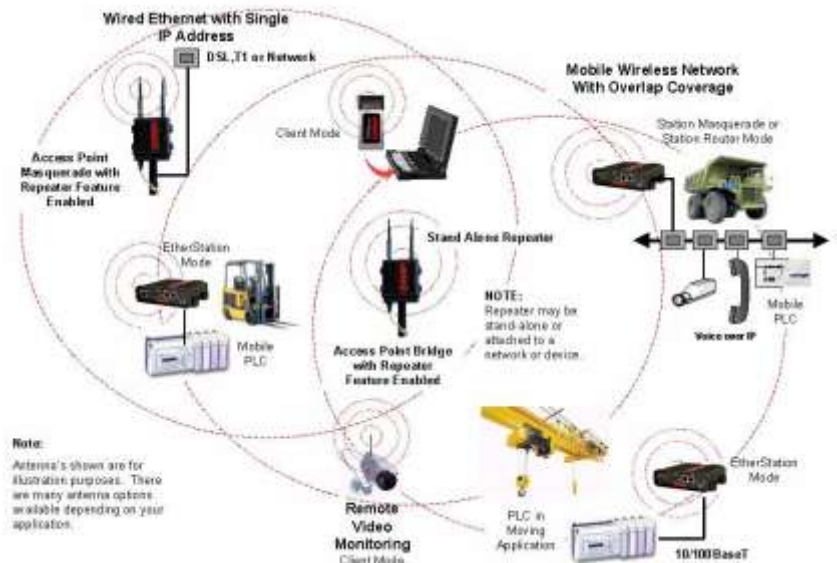 Wired Ethernet with Single
IP Address
DSL,T1 or Network
Access Point
Masquerade with
Repeater Feature
Enabled
Client Mode
Mobile Wireless Network
With Overlap Coverage
Station Masquerade or
Station Router Mode
EtherStation
Mode
Mobile
PLC
Stand Alone Repeater
NOTE:
Repeater may be
stand-alone or
attached to a
network or device.
Access Point Bridge
with Repeater
Feature Enabled
Voice over IP
Mobile
PLC
Note:
Antenna's shown are for
illustration purposes. There
are many antenna options
available depending on your
application.
Remote
Video
Monitoring
Client Mode
PLC in
Moving
Application
EtherStation
Mode
10/100 BaseT